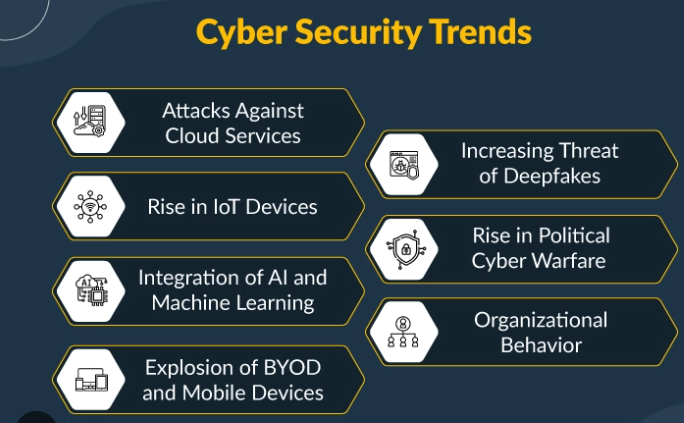 Cyber Security Trends
Attacks Against
Cloud Services
Rise in IoT Devices
Integration of AI and
Machine Learning
Explosion of BYOD
and Mobile Devices
Increasing Threat
of Deepfakes
Rise in Political
Cyber Warfare
Organizational
Behavior
AI